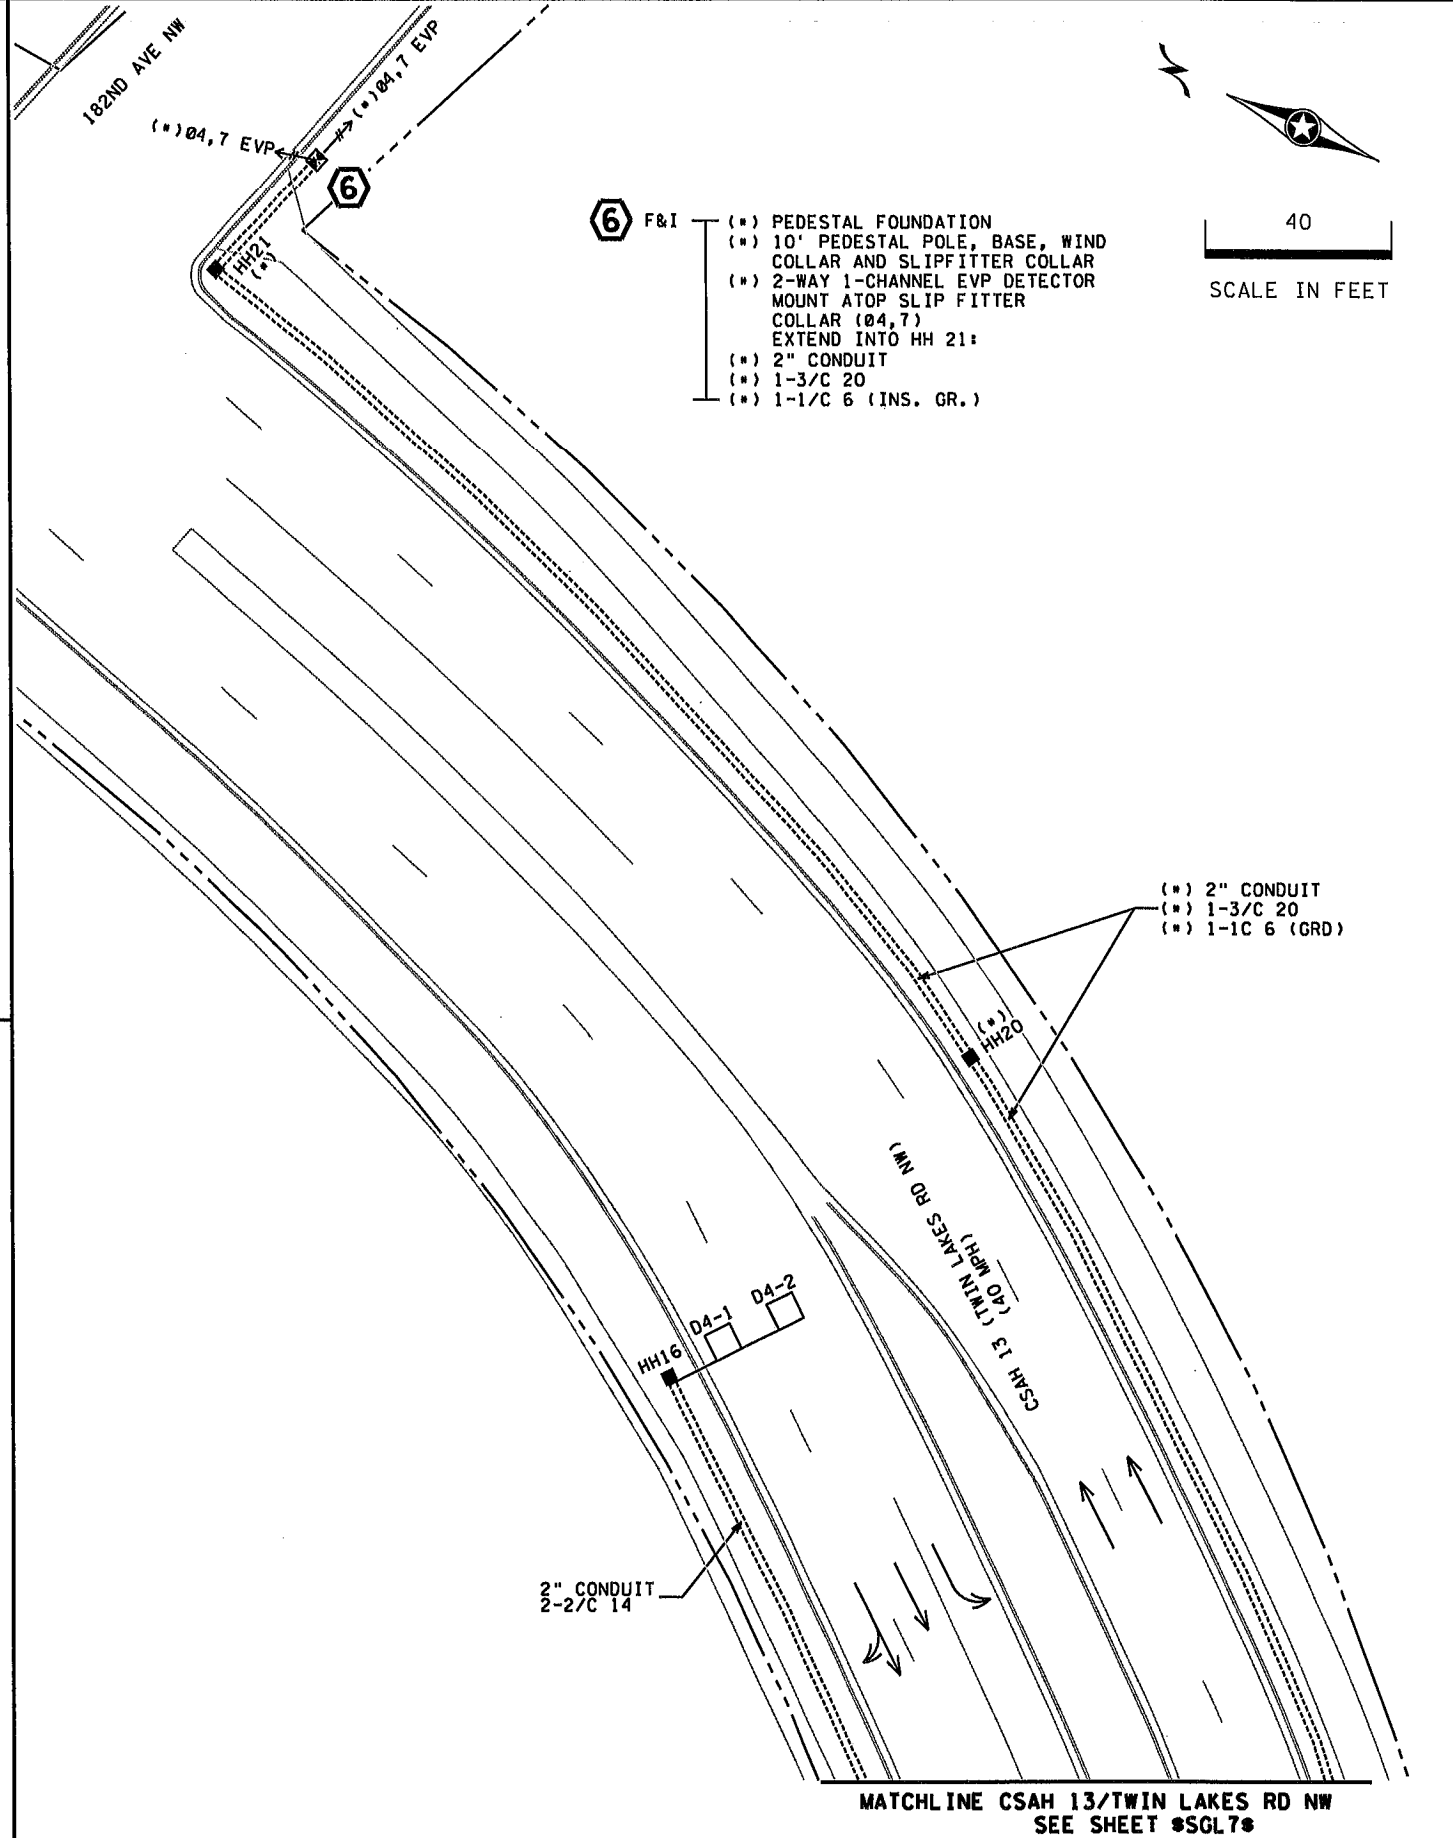 182ND AVE NW
(*)04,7 EVP
(*)04,7 EVP
6
HH21
(*)
6 F&I
(*) PEDESTAL FOUNDATION
(*) 10' PEDESTAL POLE, BASE, WIND
COLLAR AND SLIPFITTER COLLAR
(*) 2-WAY 1-CHANNEL EVP DETECTOR
MOUNT ATOP SLIP FITTER
COLLAR (04,7)
EXTEND INTO HH 21:
(*) 2" CONDUIT
(*) 1-3/C 20
(*) 1-1/C 6 (INS. GR.)
40
SCALE IN FEET
(*) 2" CONDUIT
(*) 1-3/C 20
(*) 1-1C 6 (GRD)
(*)
HH20
CSAH 13 (TWIN LAKES RD NW)
(40 MPH)
D4-2
D4-1
HH16
2" CONDUIT
2-2/C 14
MATCHLINE CSAH 13/TWIN LAKES RD NW
SEE SHEET *SGL7*